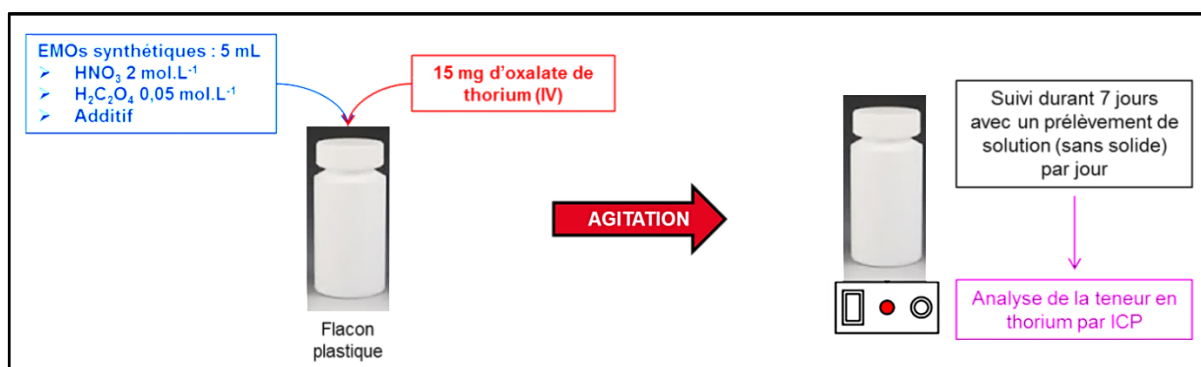 EMOs synthétiques : 5 mL
➢ HNO₃ 2 mol.L⁻¹
➢ H₂C₂O₄ 0,05 mol.L⁻¹
➢ Additif
15 mg d'oxalate de
thorium (IV)
Flacon
plastique
AGITATION
Suivi durant 7 jours
avec un prélèvement de
solution (sans solide)
par jour
Analyse de la teneur en
thorium par ICP